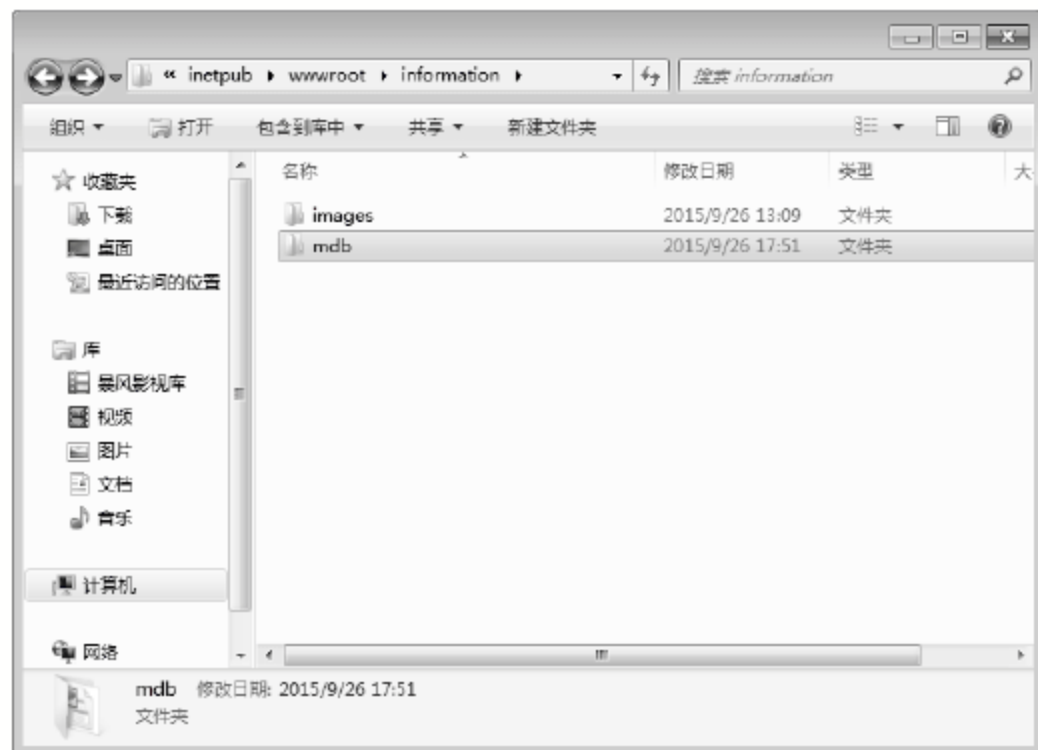 « inetpub ▸ wwwroot ▸ information ▸ 搜索 information
组织 打开 包含到库中 共享 新建文件夹
名称 修改日期 类型 大
收藏夹
下载
桌面
最近访问的位置
库
暴风影视库
视频
图片
文档
音乐
计算机
网络
images 2015/9/26 13:09 文件夹
mdb 2015/9/26 17:51 文件夹
mdb 修改日期: 2015/9/26 17:51
文件夹